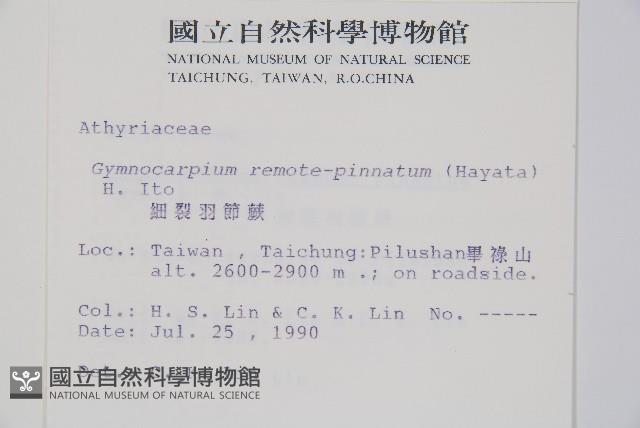 國立自然科學博物館
NATIONAL MUSEUM OF NATURAL SCIENCE
TAICHUNG, TAIWAN, R.O.CHINA
Athyriaceae
Gymnocarpium remote-pinnatum (Hayata)
H. Ito
細裂羽節蕨
Loc.: Taiwan , Taichung:Pilushan畢祿山
alt. 2600-2900 m .; on roadside.
Col.: H. S. Lin & C. K. Lin No. -----
Date: Jul. 25 , 1990
國立自然科學博物館
NATIONAL MUSEUM OF NATURAL SCIENCE